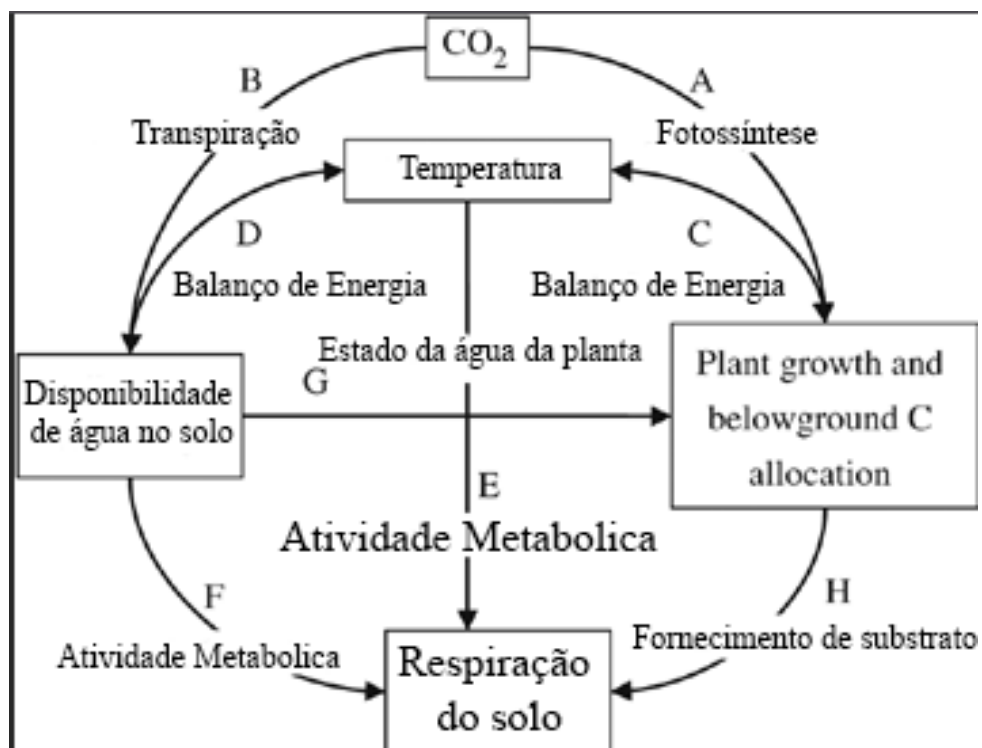 CO2
B
A
Transpiração
Fotossíntese
Temperatura
D
C
Balanço de Energia
Balanço de Energia
Estado da água da planta
G
Disponibilidade
de água no solo
Plant growth and
belowground C
allocation
E
Atividade Metabolica
F
H
Atividade Metabolica
Fornecimento de substrato
Respiração
do solo